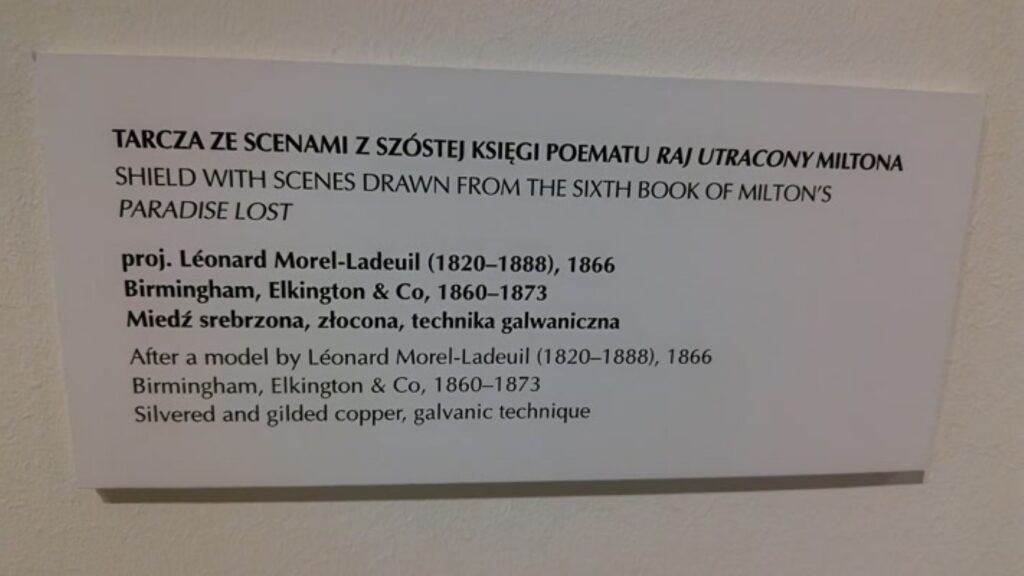 TARCZA ZE SCENAMI Z SZÓSTEJ KSIĘGI POEMATU RAJ UTRACONY MILTONA
SHIELD WITH SCENES DRAWN FROM THE SIXTH BOOK OF MILTON'S
PARADISE LOST
proj. Léonard Morel-Ladeuil (1820–1888), 1866
Birmingham, Elkington & Co, 1860–1873
Miedź srebrzona, złocona, technika galwaniczna
After a model by Léonard Morel-Ladeuil (1820–1888), 1866
Birmingham, Elkington & Co, 1860–1873
Silvered and gilded copper, galvanic technique